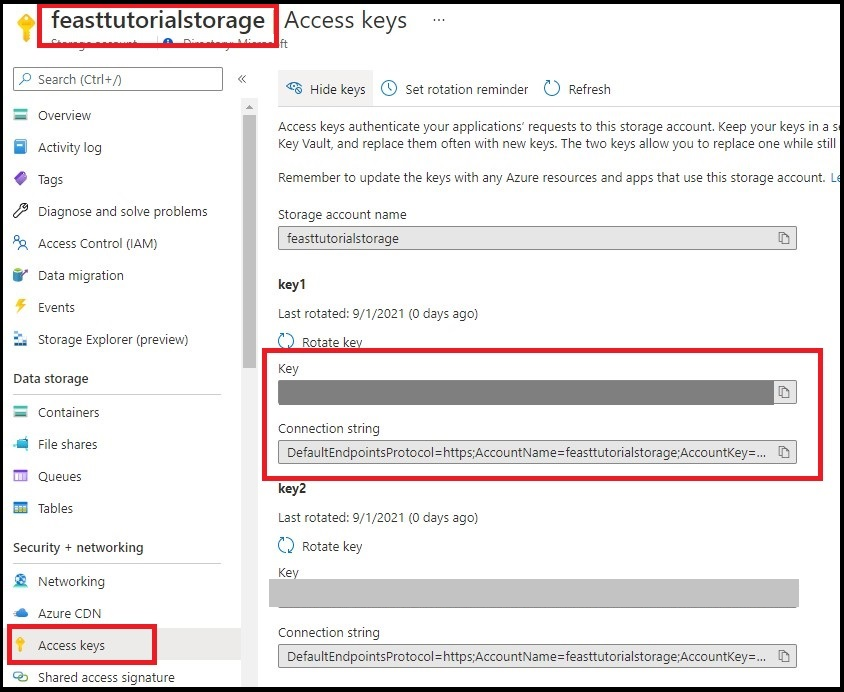 feasttutorialstorage Access keys ...
Storage account Directory: Microsoft
Search (Ctrl+/) «
Hide keys Set rotation reminder Refresh
Overview
Activity log
Tags
Diagnose and solve problems
Access Control (IAM)
Data migration
Events
Storage Explorer (preview)
Data storage
Containers
File shares
Queues
Tables
Security + networking
Networking
Azure CDN
Access keys
Shared access signature
Access keys authenticate your applications' requests to this storage account. Keep your keys in a
Key Vault, and replace them often with new keys. The two keys allow you to replace one while still
Remember to update the keys with any Azure resources and apps that use this storage account.
Storage account name
feasttutorialstorage
key1
Last rotated: 9/1/2021 (0 days ago)
Rotate key
Key
Connection string
DefaultEndpointsProtocol=https;AccountName=feasttutorialstorage;AccountKey=...
key2
Last rotated: 9/1/2021 (0 days ago)
Rotate key
Key
Connection string
DefaultEndpointsProtocol=https;AccountName=feasttutorialstorage;AccountKey=...